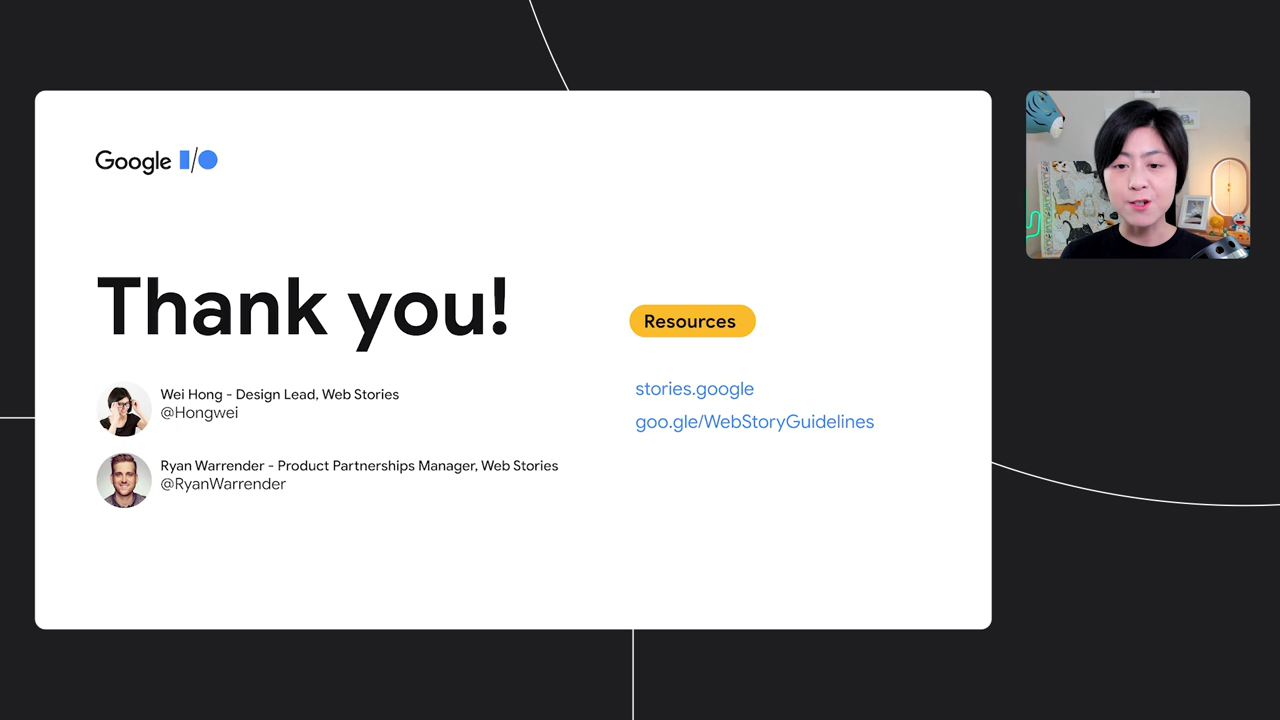 Google I/O
Thank you!
Wei Hong - Design Lead, Web Stories
@Hongwei
Ryan Warrender - Product Partnerships Manager, Web Stories
@RyanWarrender
Resources
stories.google
goo.gle/WebStoryGuidelines